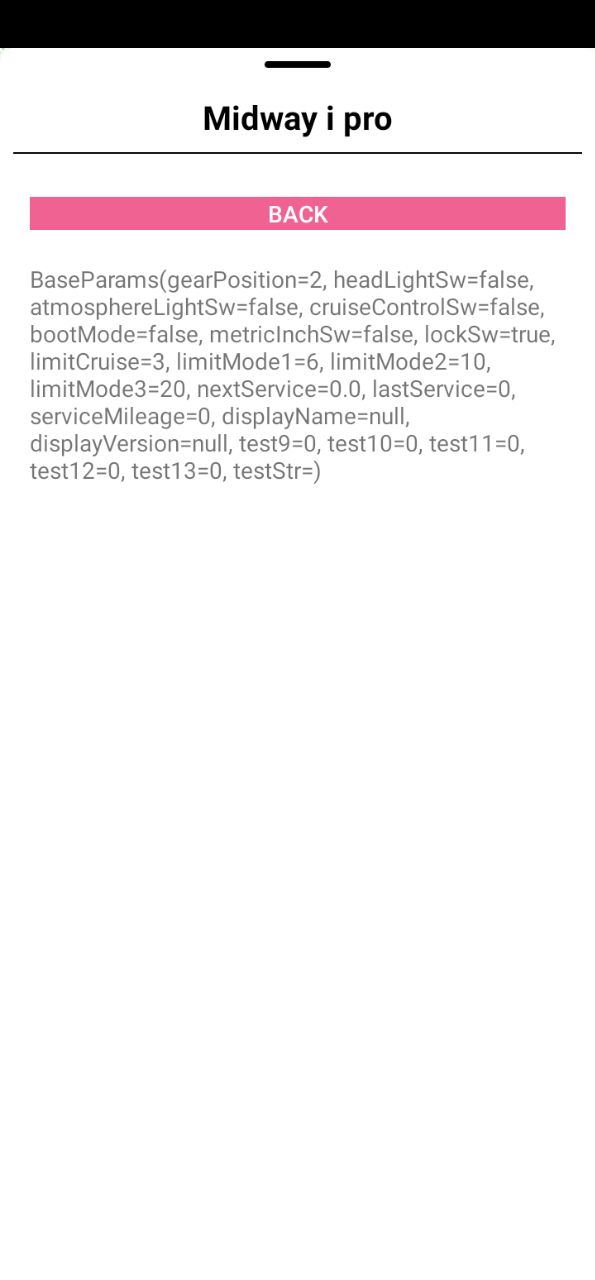 Midway i pro
BACK
BaseParams(gearPosition=2, headLightSw=false,
atmosphereLightSw=false, cruiseControlSw=false,
bootMode=false, metricInchSw=false, lockSw=true,
limitCruise=3, limitMode1=6, limitMode2=10,
limitMode3=20, nextService=0.0, lastService=0,
serviceMileage=0, displayName=null,
displayVersion=null, test9=0, test10=0, test11=0,
test12=0, test13=0, testStr=)